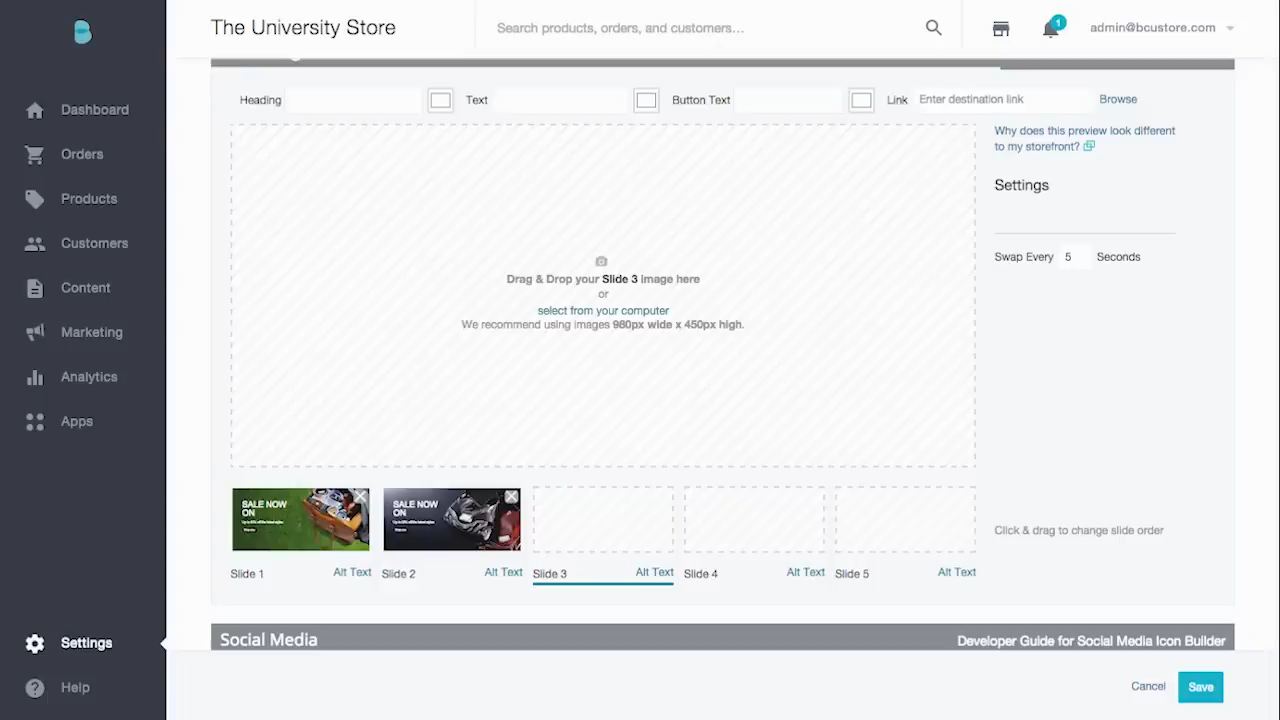 The University Store
Search products, orders, and customers...
1
admin@bcustore.com
Dashboard
Orders
Products
Customers
Content
Marketing
Analytics
Apps
Settings
Help
Heading
Text
Button Text
Link
Enter destination link
Browse
Why does this preview look different
to my storefront?
Settings
Swap Every 5 Seconds
Drag & Drop your Slide 3 image here
or
select from your computer
We recommend using images 980px wide x 450px high.
SALE NOW
ON
SALE NOW
ON
Click & drag to change slide order
Slide 1 Alt Text
Slide 2 Alt Text
Slide 3 Alt Text
Slide 4 Alt Text
Slide 5 Alt Text
Social Media
Developer Guide for Social Media Icon Builder
Cancel
Save